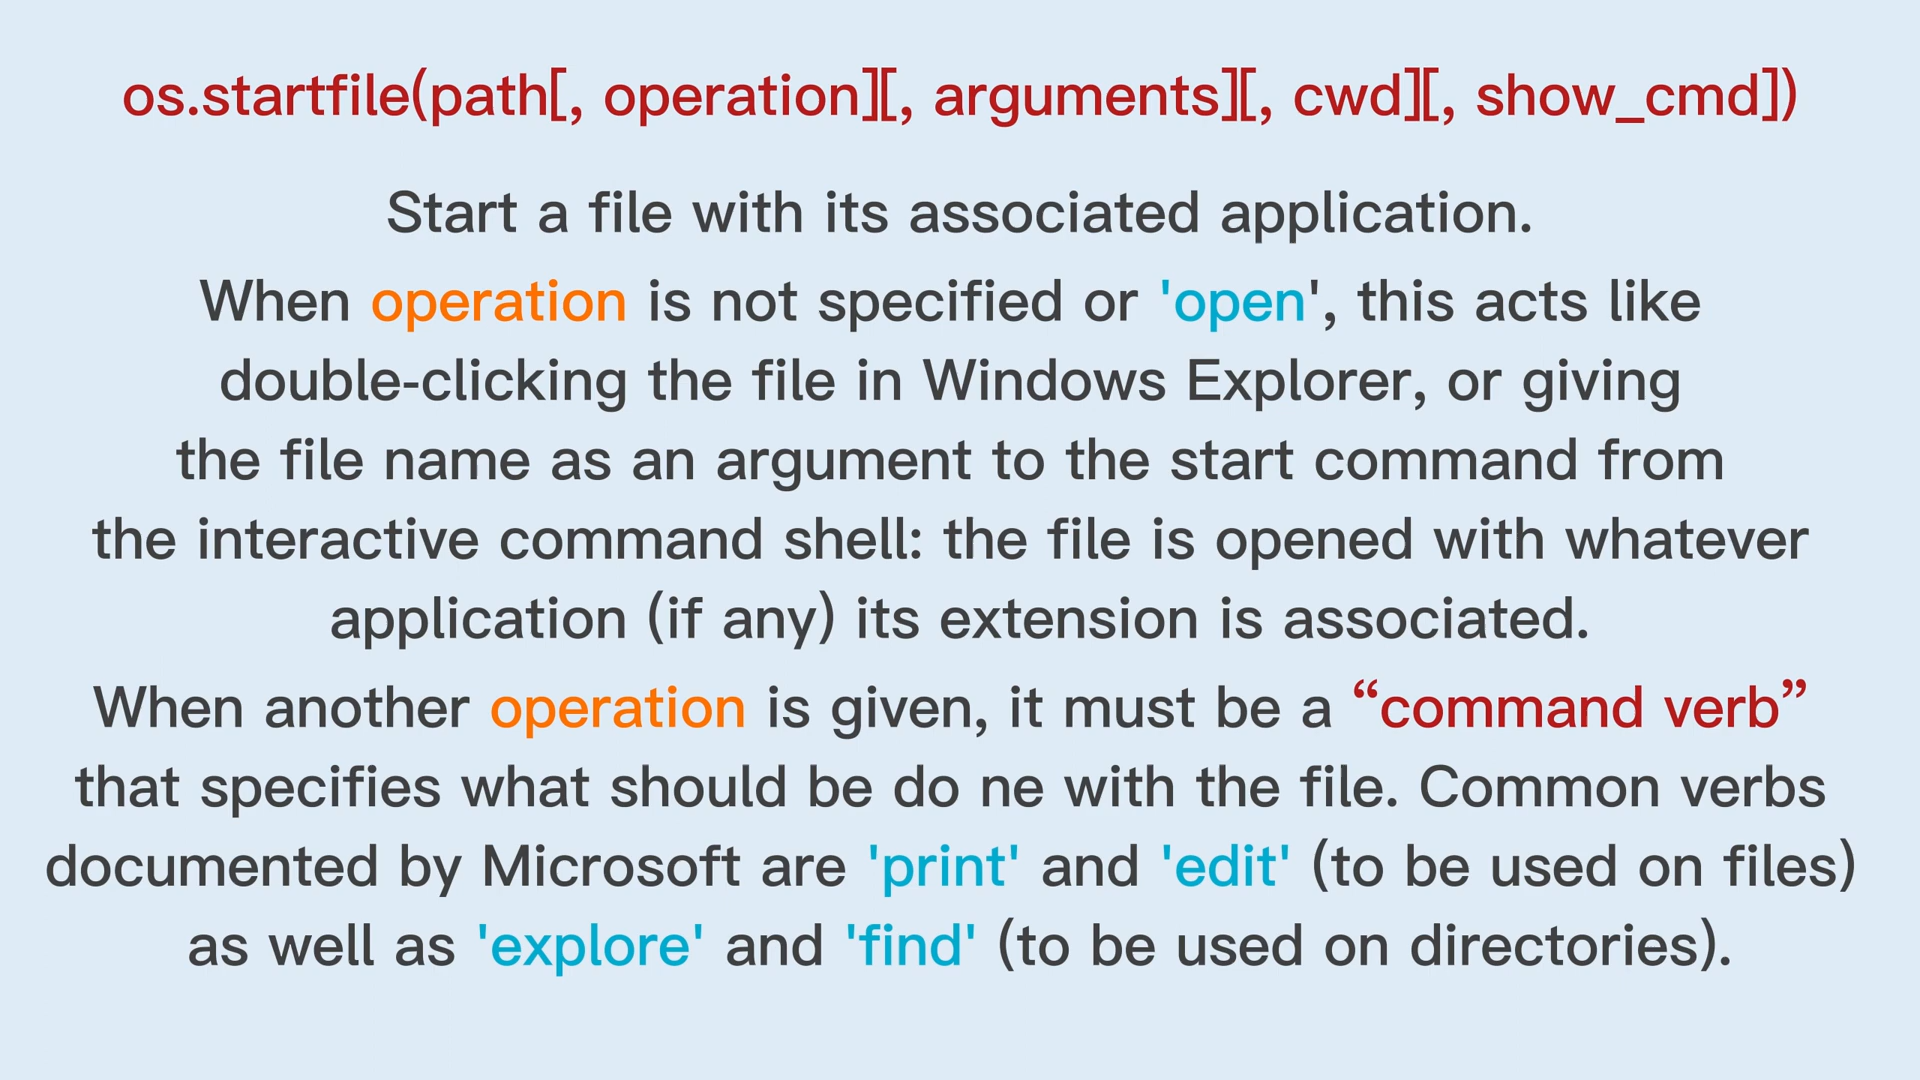 os.startfile(path[, operation][, arguments][, cwd][, show_cmd])
Start a file with its associated application.
When operation is not specified or 'open', this acts like
double-clicking the file in Windows Explorer, or giving
the file name as an argument to the start command from
the interactive command shell: the file is opened with whatever
application (if any) its extension is associated.
When another operation is given, it must be a “command verb”
that specifies what should be do ne with the file. Common verbs
documented by Microsoft are 'print' and 'edit' (to be used on files)
as well as 'explore' and 'find' (to be used on directories).